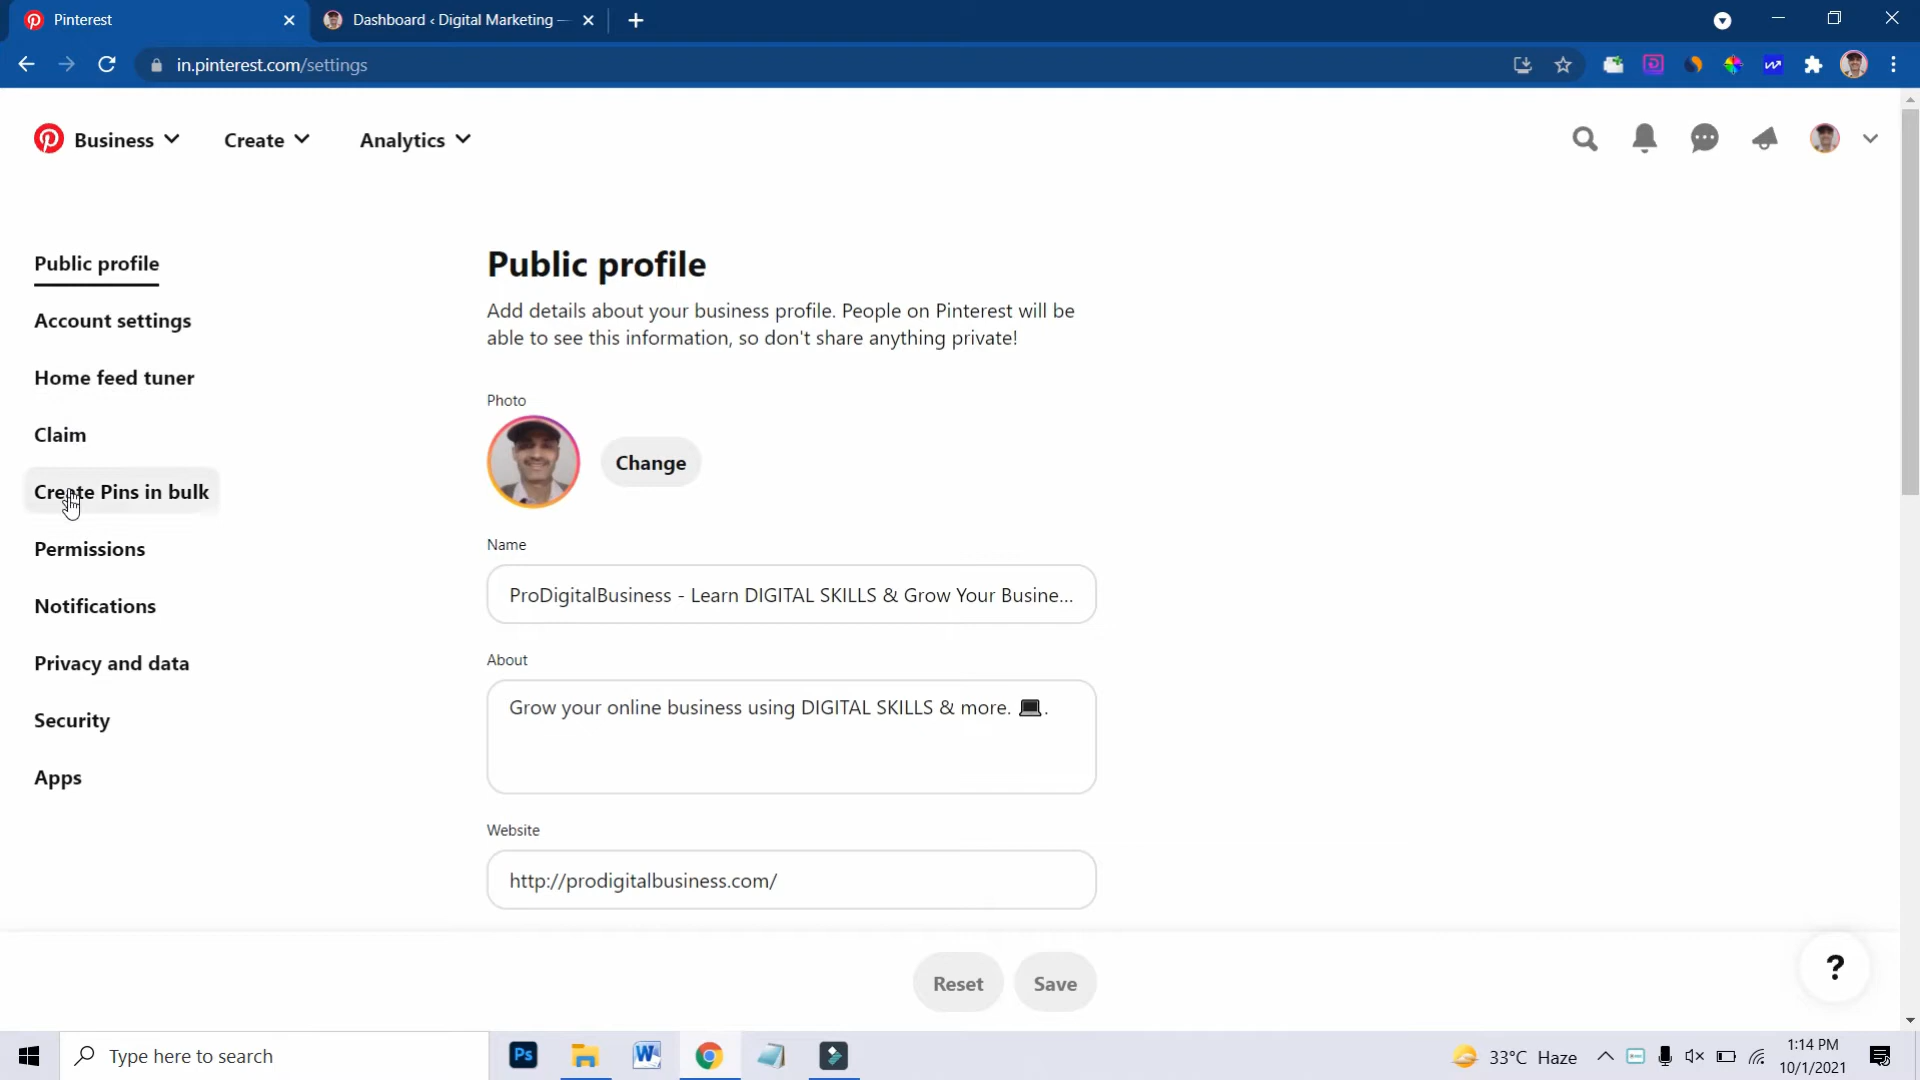 Pinterest
Dashboard ‹ Digital Marketing —
in.pinterest.com/settings
Business
Create
Analytics
Public profile
Account settings
Home feed tuner
Claim
Create Pins in bulk
Permissions
Notifications
Privacy and data
Security
Apps
Public profile
Add details about your business profile. People on Pinterest will be
able to see this information, so don't share anything private!
Photo
Change
Name
ProDigitalBusiness - Learn DIGITAL SKILLS & Grow Your Busine...
About
Grow your online business using DIGITAL SKILLS & more. 💻.
Website
http://prodigitalbusiness.com/
Reset
Save
?
Type here to search
Ps
W
33°C Haze
1:14 PM
10/1/2021